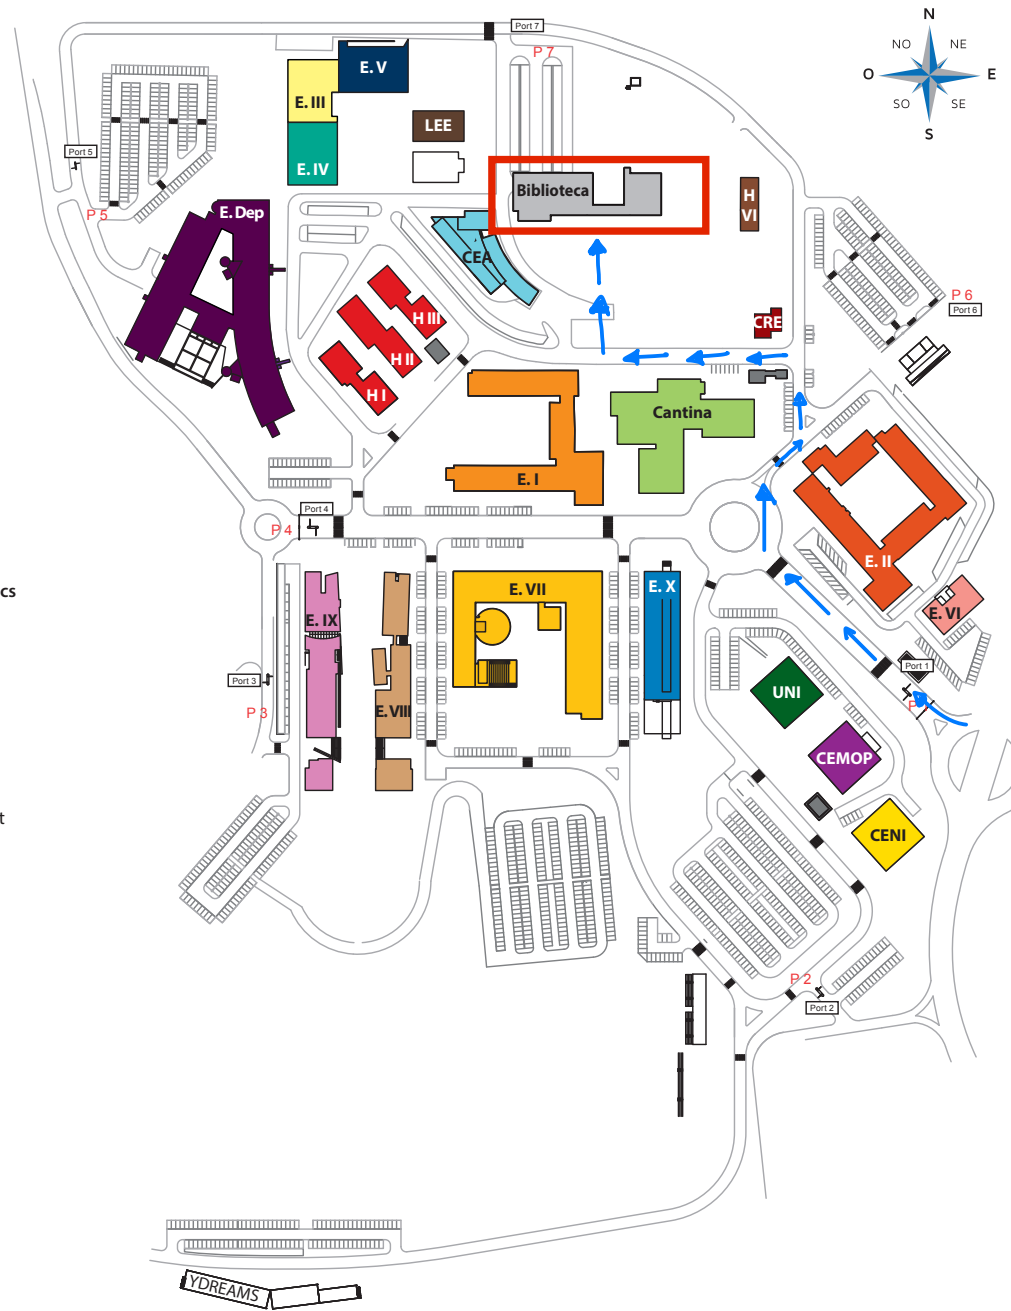 N
NO
NE
O
E
SO
SE
S
Port 7
P 7
E. V
E. III
LEE
E. IV
Port 5
P 5
E. Dep
Biblioteca
H
VI
CEA
P 6
Port 6
H III
CRE
H II
H I
Cantina
E. I
Port 4
P 4
E. II
cs
E. VII
E. X
E. VI
E. IX
Port 1
P
Port 3
UNI
P 3
E. VIII
CEMOP
t
CENI
P 2
Port 2
YDREAMS